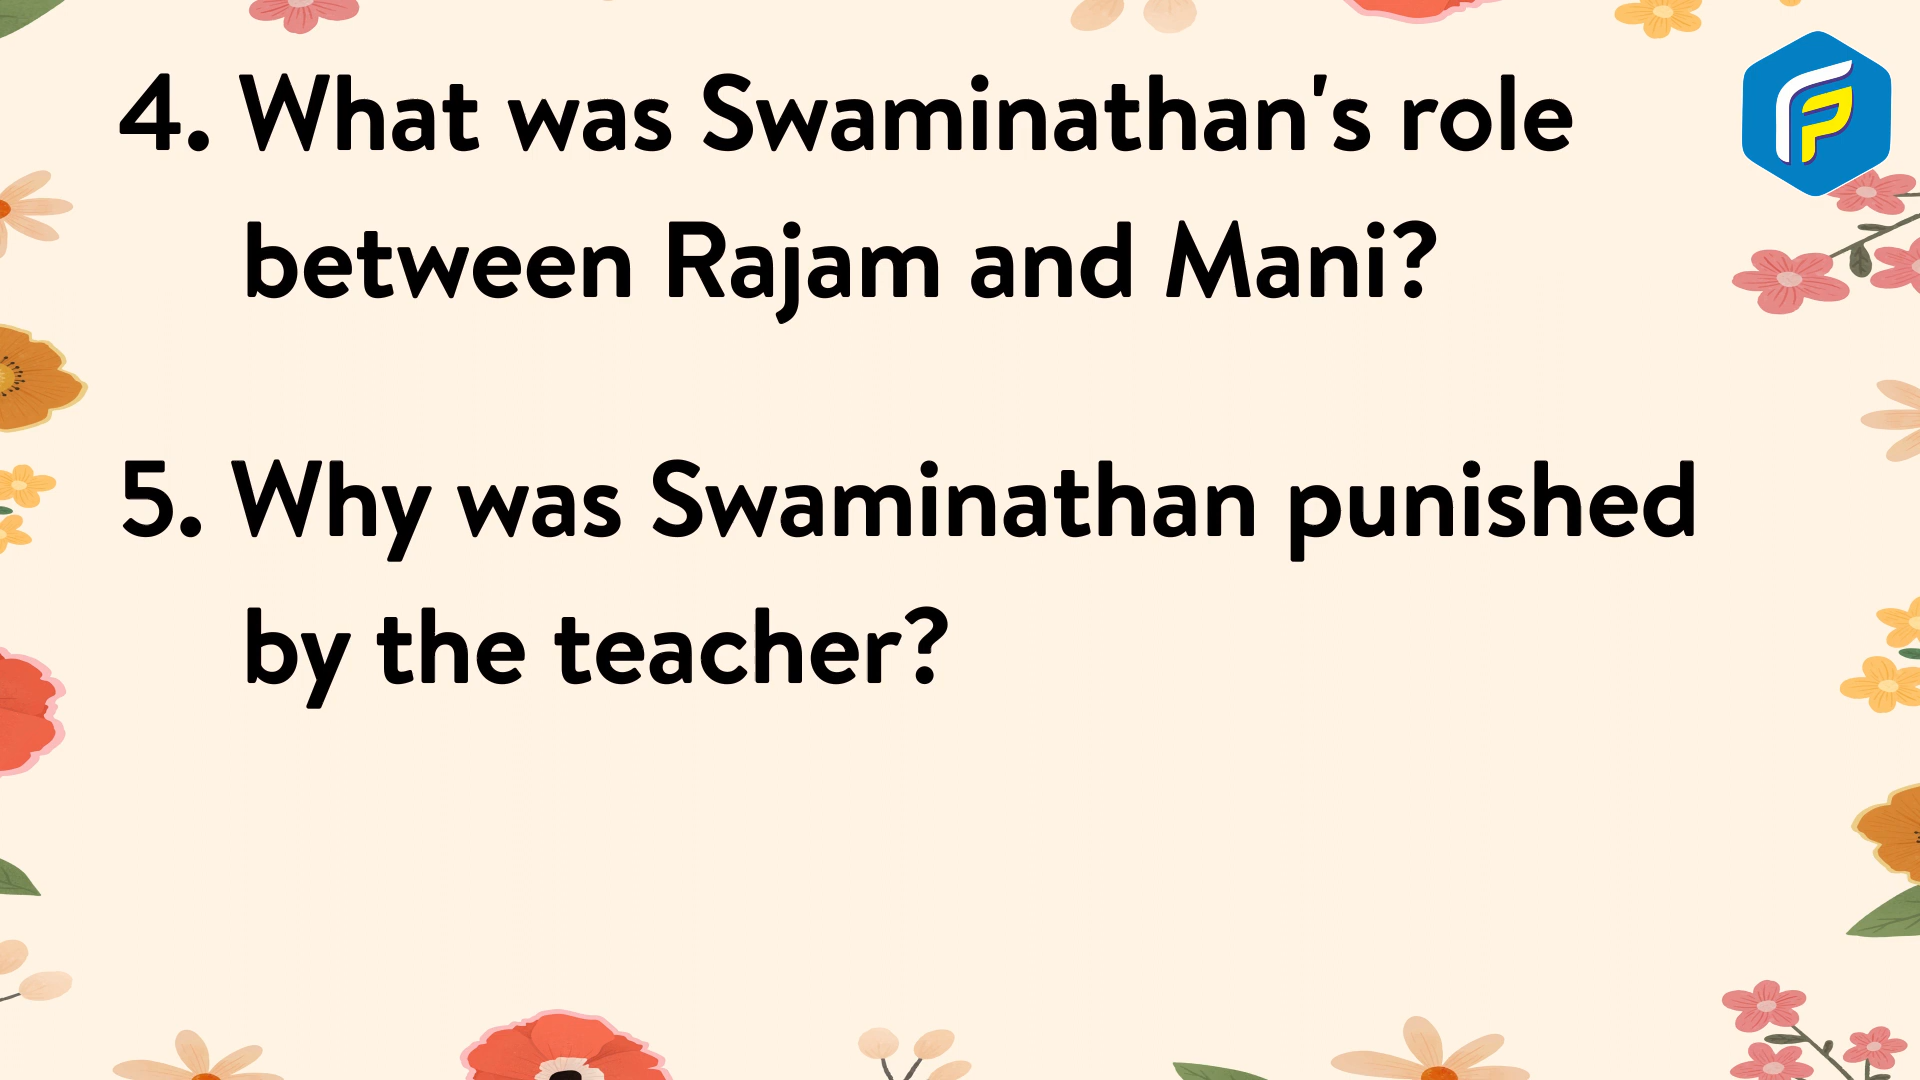 4. What was Swaminathan's role
between Rajam and Mani?
5. Why was Swaminathan punished
by the teacher?